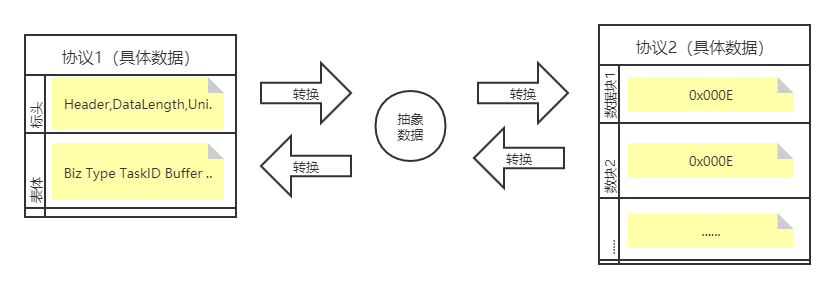 协议1（具体数据）
标头
Header,DataLength,Uni.
表体
Biz Type TaskID Buffer ..
转换
转换
抽象
数据
转换
转换
协议2（具体数据）
数据块1
0x000E
数块2
0x000E
.....
......